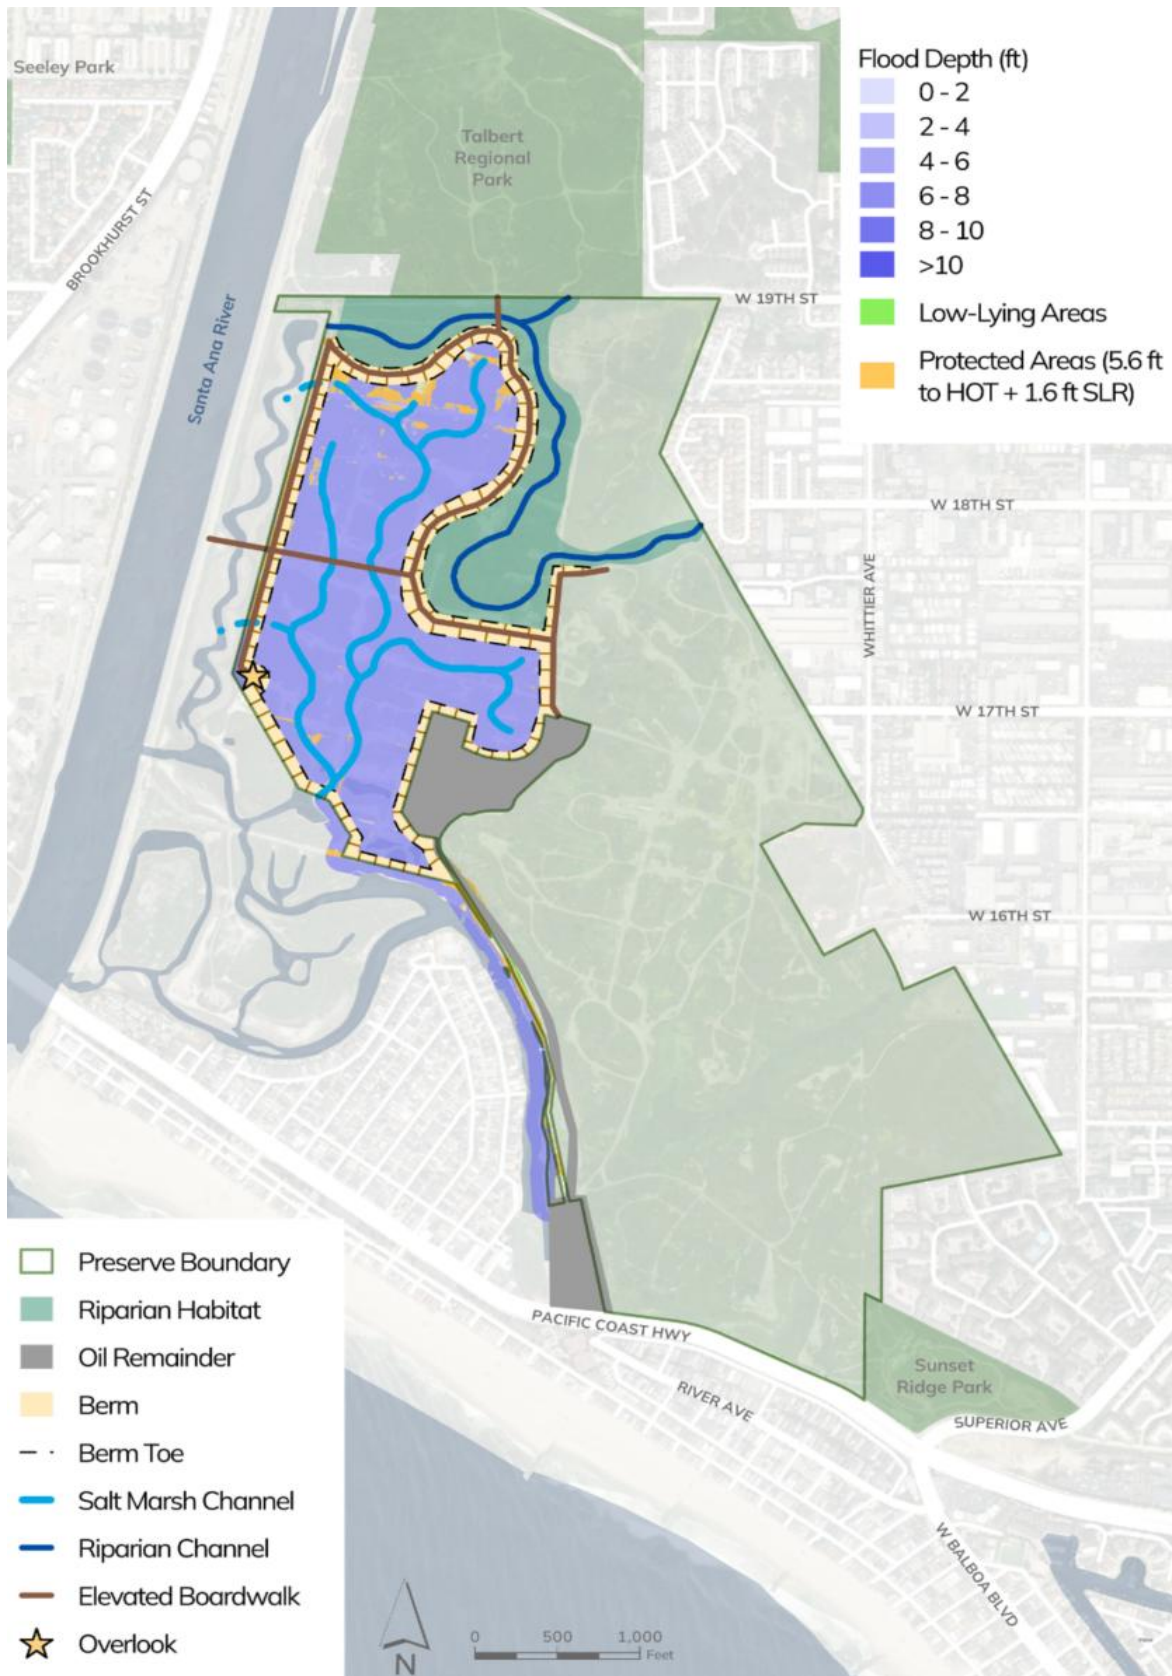 Seeley Park
Talbert
Regional
Park
BROOKHURST ST
Santa Ana River
Flood Depth (ft)
0 - 2
2 - 4
4 - 6
6 - 8
8 - 10
>10
Low-Lying Areas
Protected Areas (5.6 ft
to HOT + 1.6 ft SLR)
W 19TH ST
W 18TH ST
WHITTIER AVE
W 17TH ST
W 16TH ST
Preserve Boundary
Riparian Habitat
Oil Remainder
Berm
Berm Toe
Salt Marsh Channel
Riparian Channel
Elevated Boardwalk
Overlook
PACIFIC COAST HWY
RIVER AVE
Sunset
Ridge Park
SUPERIOR AVE
W BALBOA BLVD
N
0 500 1,000
Feet